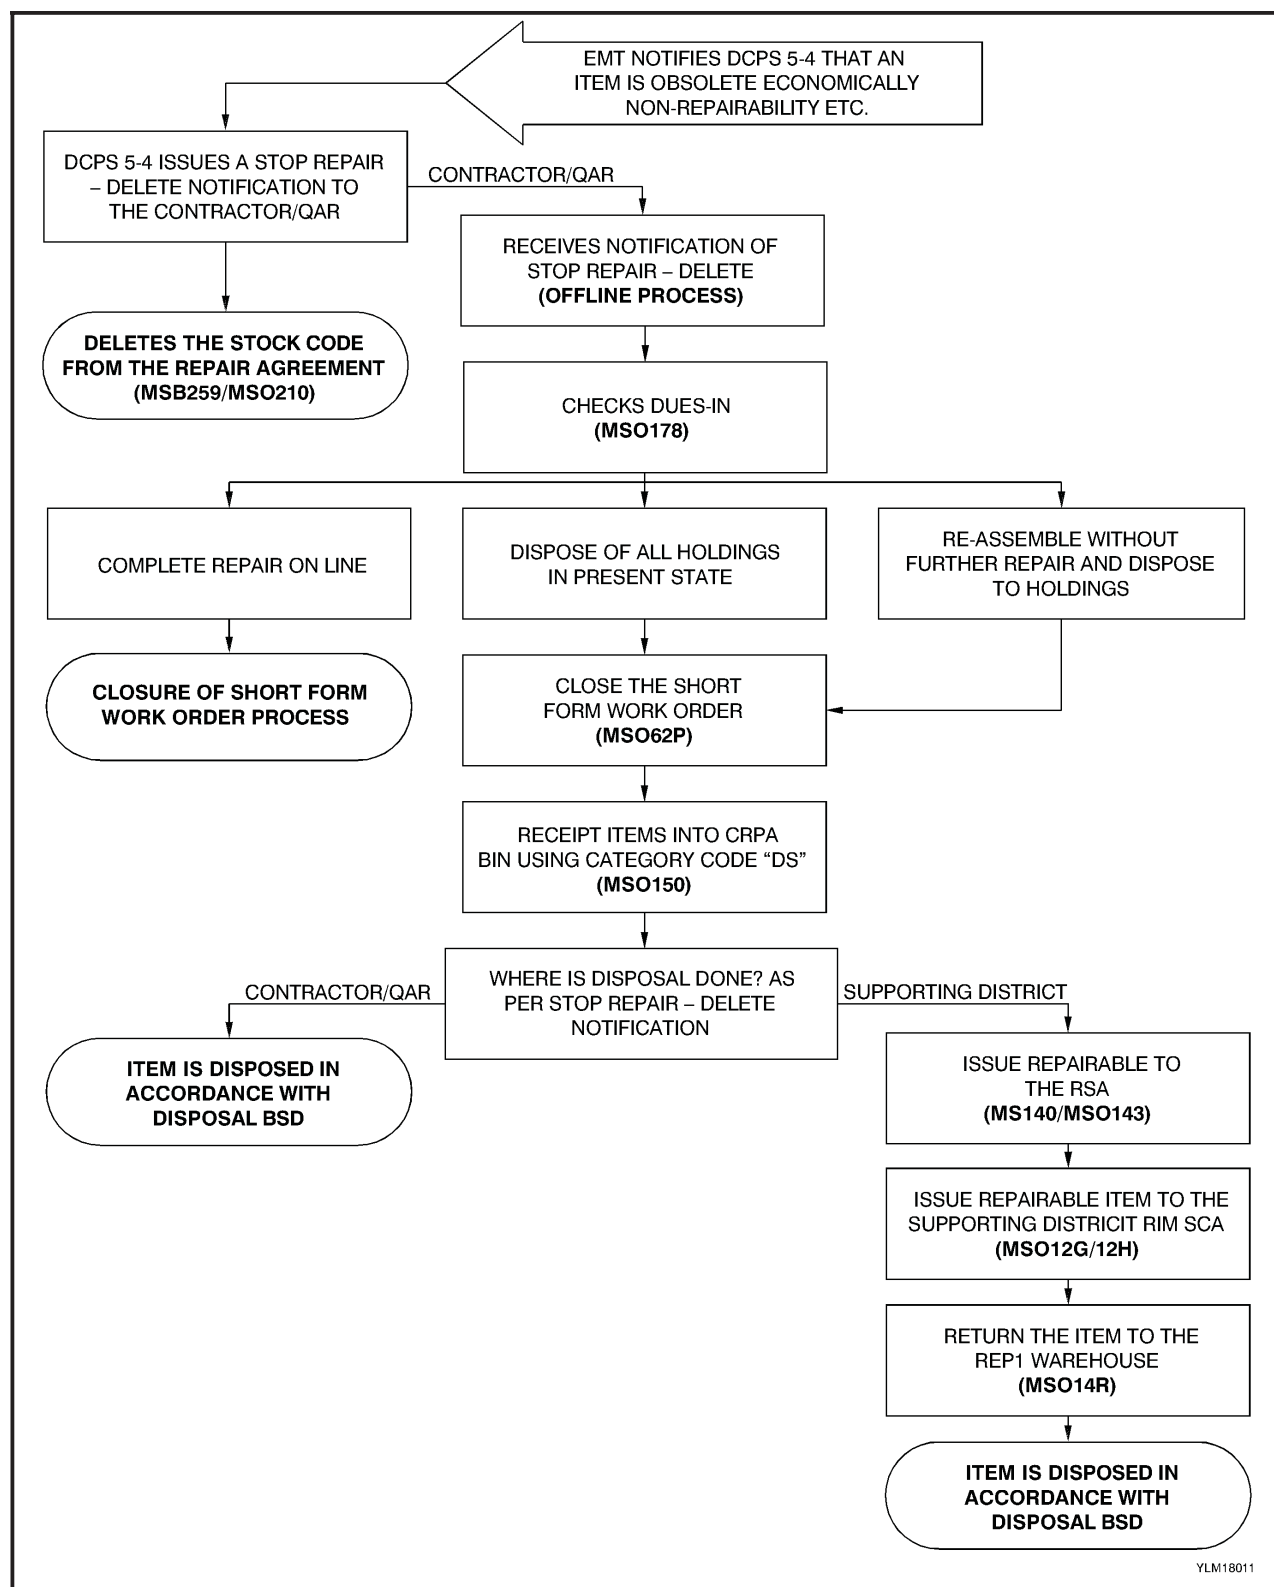 EMT NOTIFIES DCPS 5-4 THAT AN
ITEM IS OBSOLETE ECONOMICALLY
NON-REPAIRABILITY ETC.
DCPS 5-4 ISSUES A STOP REPAIR
– DELETE NOTIFICATION TO
THE CONTRACTOR/QAR
CONTRACTOR/QAR
RECEIVES NOTIFICATION OF
STOP REPAIR – DELETE
(OFFLINE PROCESS)
DELETES THE STOCK CODE
FROM THE REPAIR AGREEMENT
(MSB259/MSO210)
CHECKS DUES-IN
(MSO178)
COMPLETE REPAIR ON LINE
DISPOSE OF ALL HOLDINGS
IN PRESENT STATE
RE-ASSEMBLE WITHOUT
FURTHER REPAIR AND DISPOSE
TO HOLDINGS
CLOSURE OF SHORT FORM
WORK ORDER PROCESS
CLOSE THE SHORT
FORM WORK ORDER
(MSO62P)
RECEIPT ITEMS INTO CRPA
BIN USING CATEGORY CODE “DS”
(MSO150)
WHERE IS DISPOSAL DONE? AS
PER STOP REPAIR – DELETE
NOTIFICATION
CONTRACTOR/QAR
SUPPORTING DISTRICT
ITEM IS DISPOSED IN
ACCORDANCE WITH
DISPOSAL BSD
ISSUE REPAIRABLE TO
THE RSA
(MS140/MSO143)
ISSUE REPAIRABLE ITEM TO THE
SUPPORTING DISTRICIT RIM SCA
(MSO12G/12H)
RETURN THE ITEM TO THE
REP1 WAREHOUSE
(MSO14R)
ITEM IS DISPOSED IN
ACCORDANCE WITH
DISPOSAL BSD
YLM18011